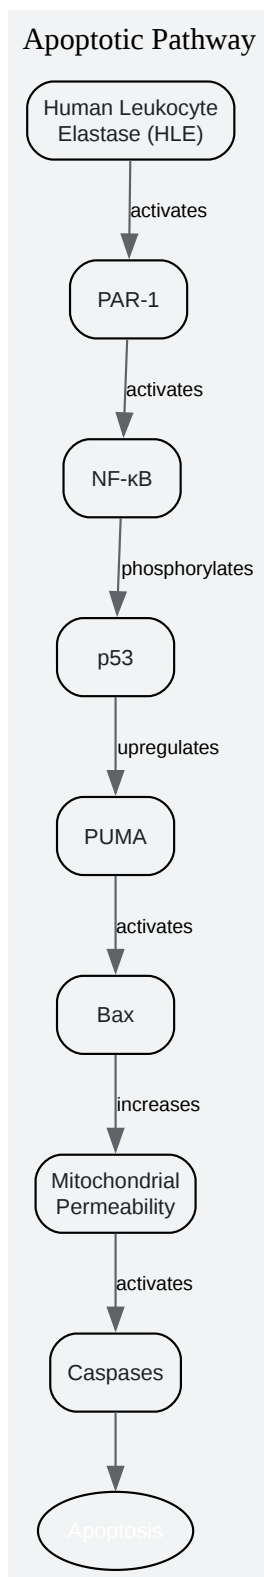 Apoptotic Pathway
Human Leukocyte
Elastase (HLE)
activates
PAR-1
activates
NF-κB
phosphorylates
p53
upregulates
PUMA
activates
Bax
increases
Mitochondrial
Permeability
activates
Caspases
Apoptosis